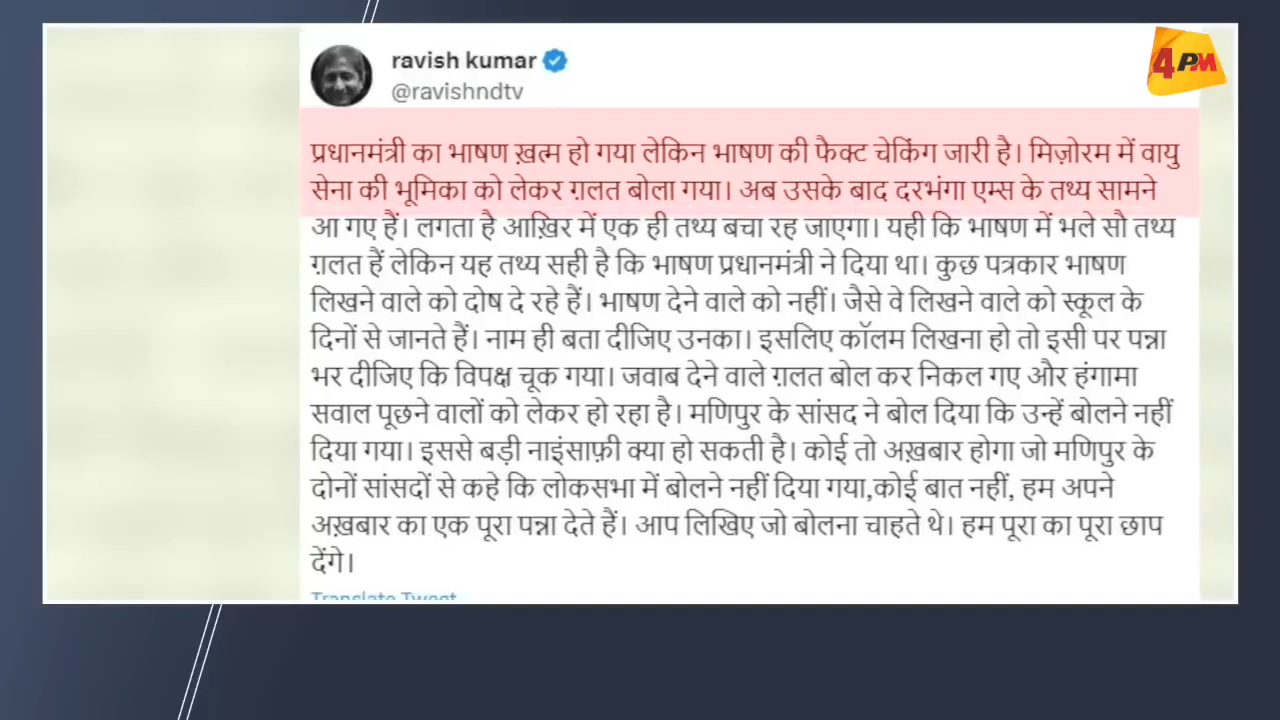 ravish kumar
@ravishndtv
4PM
प्रधानमंत्री का भाषण ख़त्म हो गया लेकिन भाषण की फैक्ट चेकिंग जारी है। मिज़ोरम में वायु
सेना की भूमिका को लेकर ग़लत बोला गया। अब उसके बाद दरभंगा एम्स के तथ्य सामने
आ गए हैं। लगता है आख़िर में एक ही तथ्य बचा रह जाएगा। यही कि भाषण में भले सौ तथ्य
ग़लत हैं लेकिन यह तथ्य सही है कि भाषण प्रधानमंत्री ने दिया था। कुछ पत्रकार भाषण
लिखने वाले को दोष दे रहे हैं। भाषण देने वाले को नहीं। जैसे वे लिखने वाले को स्कूल के
दिनों से जानते हैं। नाम ही बता दीजिए उनका। इसलिए कॉलम लिखना हो तो इसी पर पन्ना
भर दीजिए कि विपक्ष चूक गया। जवाब देने वाले ग़लत बोल कर निकल गए और हंगामा
सवाल पूछने वालों को लेकर हो रहा है। मणिपुर के सांसद ने बोल दिया कि उन्हें बोलने नहीं
दिया गया। इससे बड़ी नाइंसाफ़ी क्या हो सकती है। कोई तो अख़बार होगा जो मणिपुर के
दोनों सांसदों से कहे कि लोकसभा में बोलने नहीं दिया गया,कोई बात नहीं, हम अपने
अख़बार का एक पूरा पन्ना देते हैं। आप लिखिए जो बोलना चाहते थे। हम पूरा का पूरा छाप
देंगे।
Translate Tweet